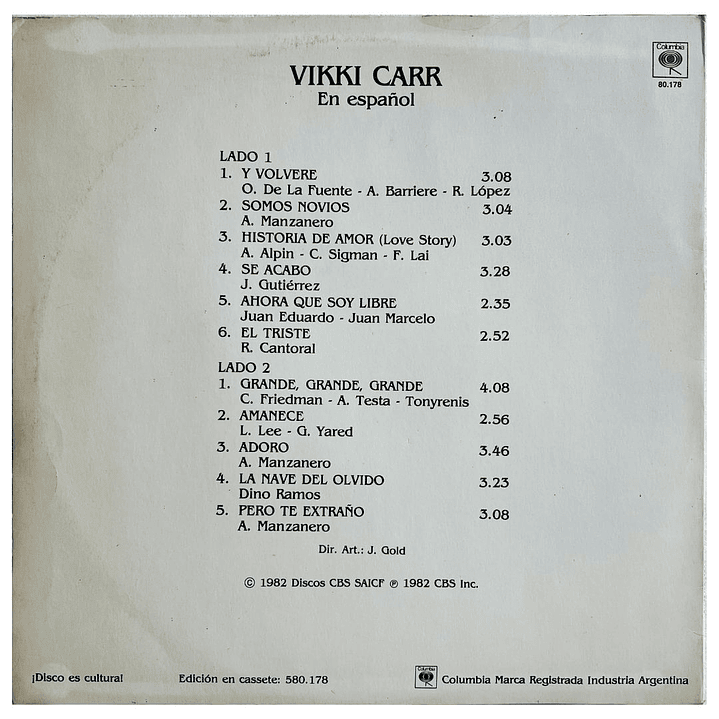 Columbia
80.178
VIKKI CARR
En español
LADO 1
1. Y VOLVERE 3.08
O. De La Fuente - A. Barriere - R. López
2. SOMOS NOVIOS 3.04
A. Manzanero
3. HISTORIA DE AMOR (Love Story) 3.03
A. Alpin - C. Sigman - F. Lai
4. SE ACABO 3.28
J. Gutiérrez
5. AHORA QUE SOY LIBRE 2.35
Juan Eduardo - Juan Marcelo
6. EL TRISTE 2.52
R. Cantoral
LADO 2
1. GRANDE, GRANDE, GRANDE 4.08
C. Friedman - A. Testa - Tonyrenis
2. AMANECE 2.56
L. Lee - G. Yared
3. ADORO 3.46
A. Manzanero
4. LA NAVE DEL OLVIDO 3.23
Dino Ramos
5. PERO TE EXTRAÑO 3.08
A. Manzanero
Dir. Art.: J. Gold
© 1982 Discos CBS SAICF ℗ 1982 CBS Inc.
¡Disco es cultura! Edición en cassete: 580.178 Columbia Columbia Marca Registrada Industria Argentina